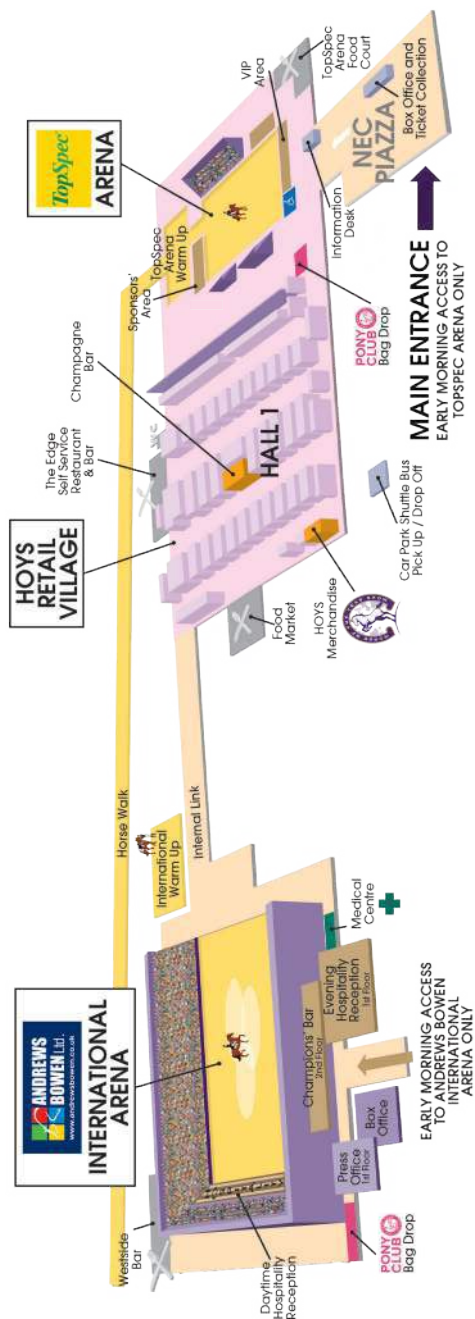 ANDREWS
BOWEN Ltd.
www.andrewsbowen.co.uk
INTERNATIONAL
ARENA
Westside
Bar
Daytime
Hospitality
Reception
PONY
CLUB
Bag Drop
Press
Office
1st Floor
Box
Office
EARLY MORNING ACCESS
TO ANDREWS BOWEN
INTERNATIONAL
ARENA ONLY
Champions' Bar
2nd Floor
Evening
Hospitality
Reception
1st Floor
Medical
Centre
Horse Walk
International
Warm Up
Internal Link
HOYS
RETAIL
VILLAGE
The Edge
Self Service
Restaurant
& Bar
Champagne
Bar
Food
Market
HOYS
Merchandise
HALL 1
Car Park Shuttle Bus
Pick Up / Drop Off
TopSpec
ARENA
Sponsors'
Area
TopSpec
Arena
Warm Up
VIP
Area
TopSpec
Arena
Food
Court
PONY
CLUB
Bag Drop
Information
Desk
NEC
PIAZZA
Box Office and
Ticket Collection
MAIN ENTRANCE
EARLY MORNING ACCESS TO
TOPSPEC ARENA ONLY